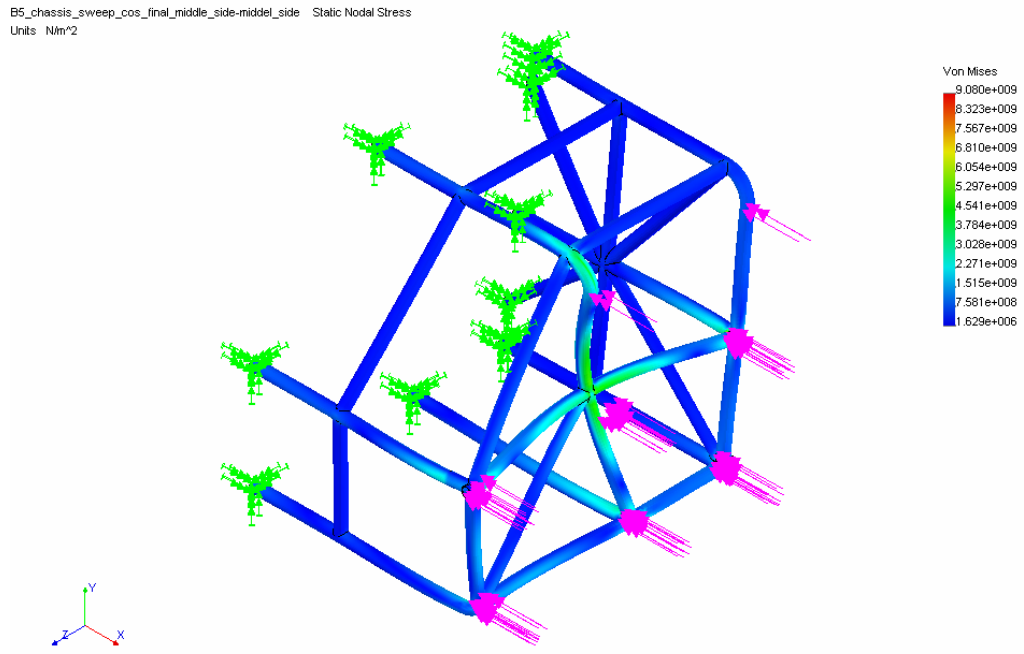 B5_chassis_sweep_cos_final_middle_side-middel_side Static Nodal Stress
Units N/m^2
Von Mises
9.080e+009
8.323e+009
7.567e+009
6.810e+009
6.054e+009
5.297e+009
4.541e+009
3.784e+009
3.028e+009
2.271e+009
1.515e+009
7.581e+008
1.629e+006
Y
Z
X